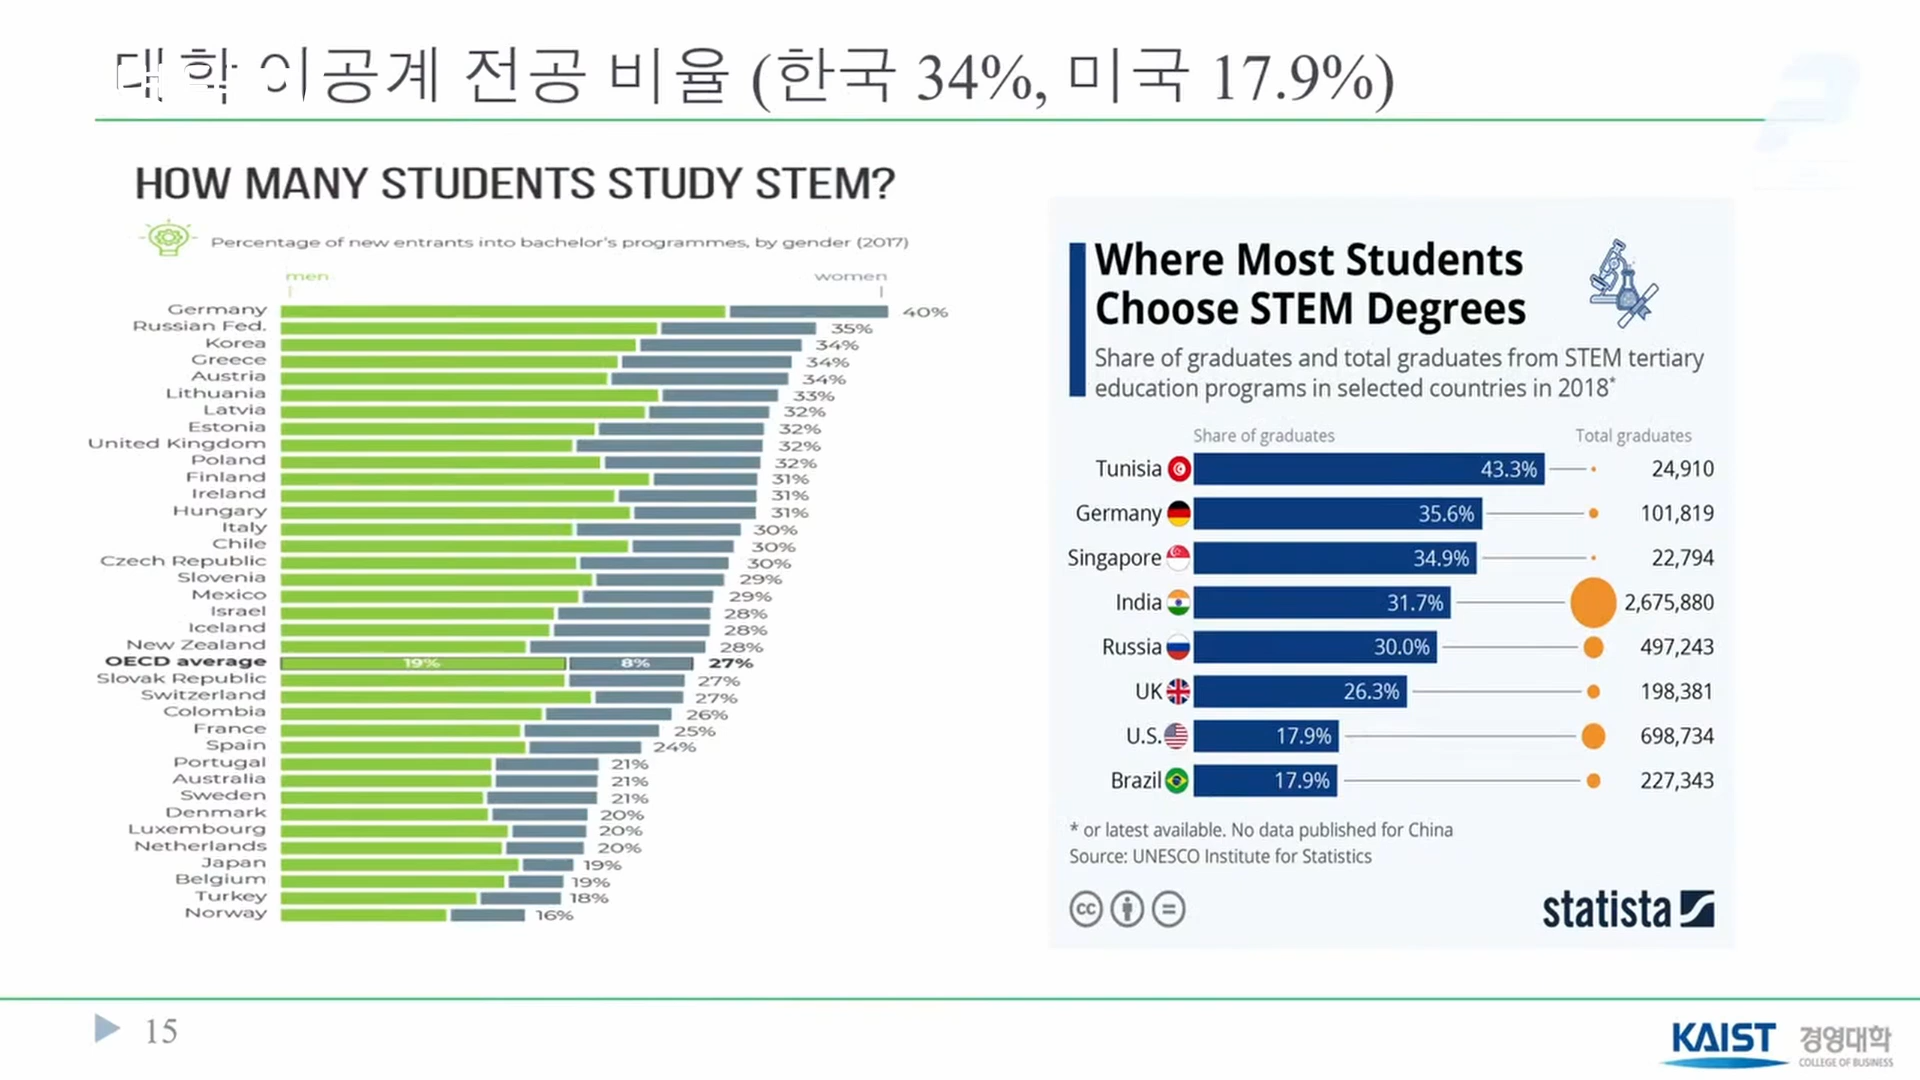 대학 이공계 전공 비율 (한국 34%, 미국 17.9%)
HOW MANY STUDENTS STUDY STEM?
Percentage of new entrants into bachelor's programmes, by gender (2017)
men women
Germany 40%
Russian Fed. 35%
Korea 34%
Greece 34%
Austria 34%
Lithuania 33%
Latvia 32%
Estonia 32%
United Kingdom 32%
Poland 32%
Finland 31%
Ireland 31%
Hungary 31%
Italy 30%
Chile 30%
Czech Republic 30%
Slovenia 29%
Mexico 29%
Israel 28%
Iceland 28%
New Zealand 28%
OECD average 19% 8% 27%
Slovak Republic 27%
Switzerland 27%
Colombia 26%
France 25%
Spain 24%
Portugal 21%
Australia 21%
Sweden 21%
Denmark 20%
Luxembourg 20%
Netherlands 20%
Japan 19%
Belgium 19%
Turkey 18%
Norway 16%
Where Most Students
Choose STEM Degrees
Share of graduates and total graduates from STEM tertiary
education programs in selected countries in 2018*
Share of graduates Total graduates
Tunisia 43.3% 24,910
Germany 35.6% 101,819
Singapore 34.9% 22,794
India 31.7% 2,675,880
Russia 30.0% 497,243
UK 26.3% 198,381
U.S. 17.9% 698,734
Brazil 17.9% 227,343
* or latest available. No data published for China
Source: UNESCO Institute for Statistics
cc
statista
15
KAIST 경영대학
COLLEGE OF BUSINESS